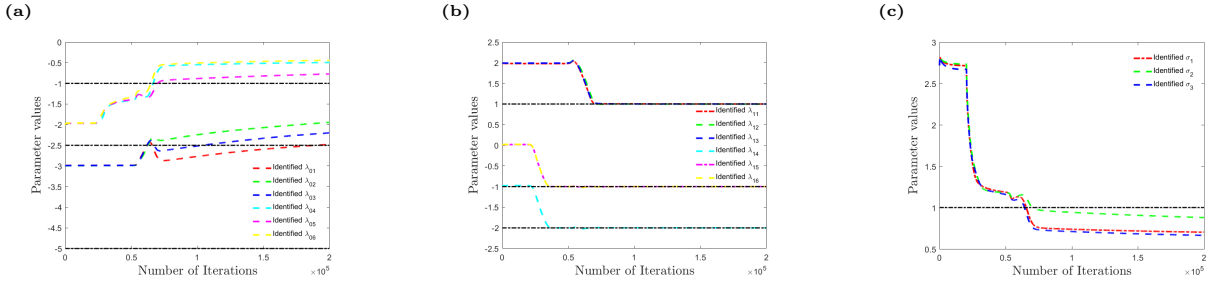 (a)
Parameter values
0
-0.5
-1
-1.5
-2
-2.5
-3
-3.5
-4
-4.5
-5
Identified λ01
Identified λ02
Identified λ03
Identified λ04
Identified λ05
Identified λ06
0 0.5 1 1.5 2
Number of Iterations
×10^5
(b)
Parameter values
2.5
2
1.5
1
0.5
0
-0.5
-1
-1.5
-2
-2.5
Identified λ11
Identified λ12
Identified λ13
Identified λ14
Identified λ15
Identified λ16
0 0.5 1 1.5 2
Number of Iterations
×10^5
(c)
Parameter values
3
2.5
2
1.5
1
0.5
Identified σ1
Identified σ2
Identified σ3
0 0.5 1 1.5 2
Number of Iterations
×10^5